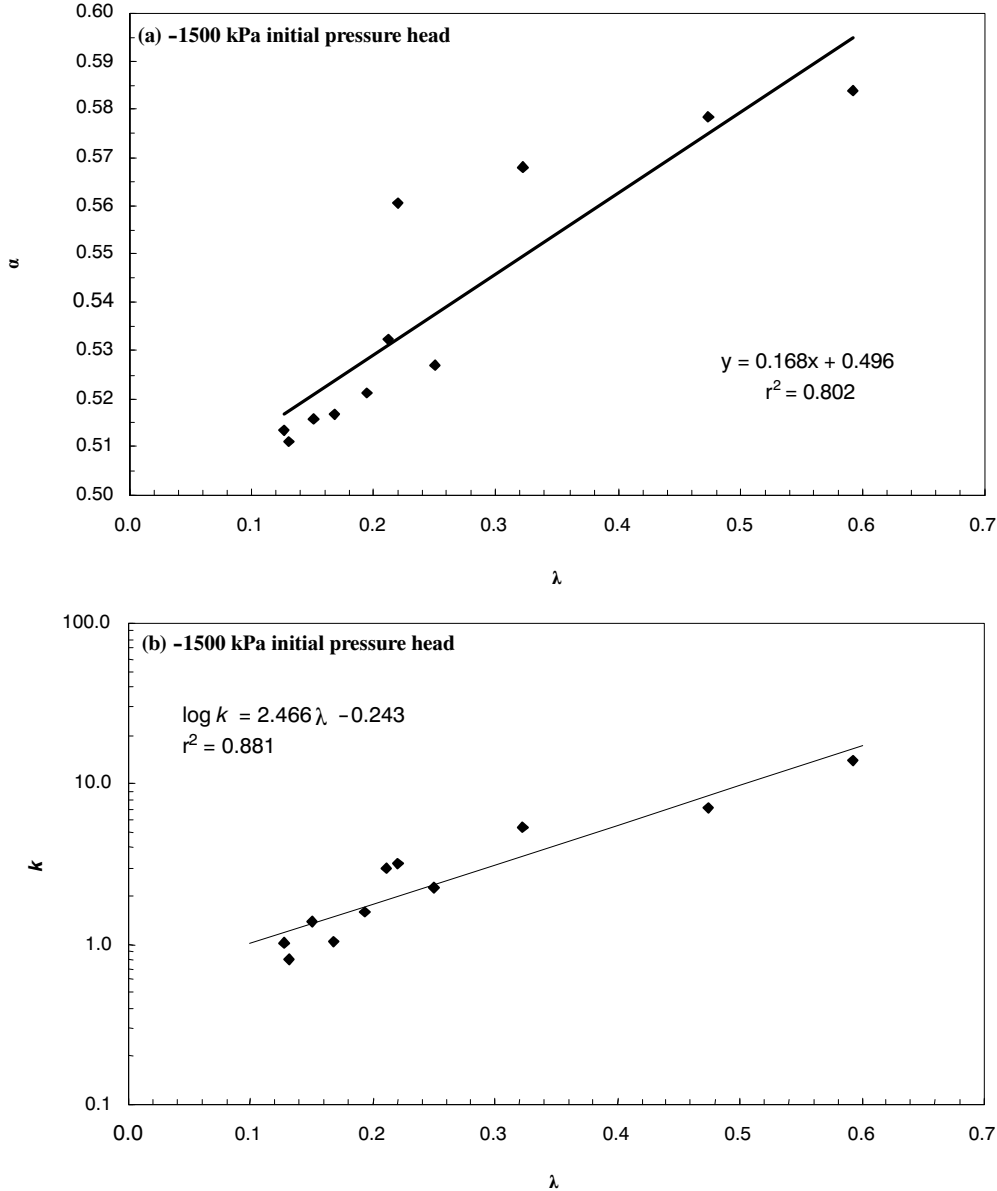 (a) -1500 kPa initial pressure head
0.60
0.59
0.58
0.57
0.56
0.55
0.54
0.53
0.52
0.51
0.50
α
y = 0.168x + 0.496
r² = 0.802
0.0 0.1 0.2 0.3 0.4 0.5 0.6 0.7
λ
(b) -1500 kPa initial pressure head
100.0
10.0
1.0
0.1
k
log k = 2.466 λ -0.243
r² = 0.881
0.0 0.1 0.2 0.3 0.4 0.5 0.6 0.7
λ